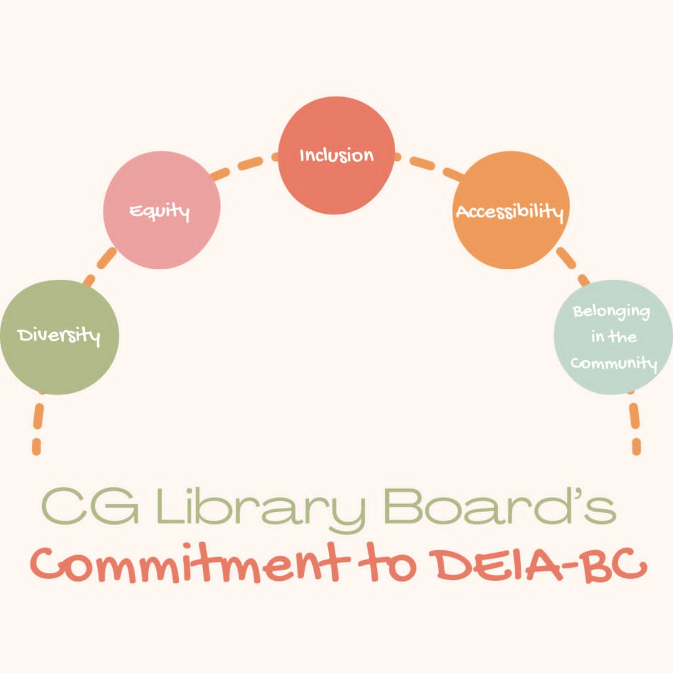 Inclusion
Equity
Accessibility
Diversity
Belonging
in the
Community
CG Library Board's
Commitment to DEIA-BC